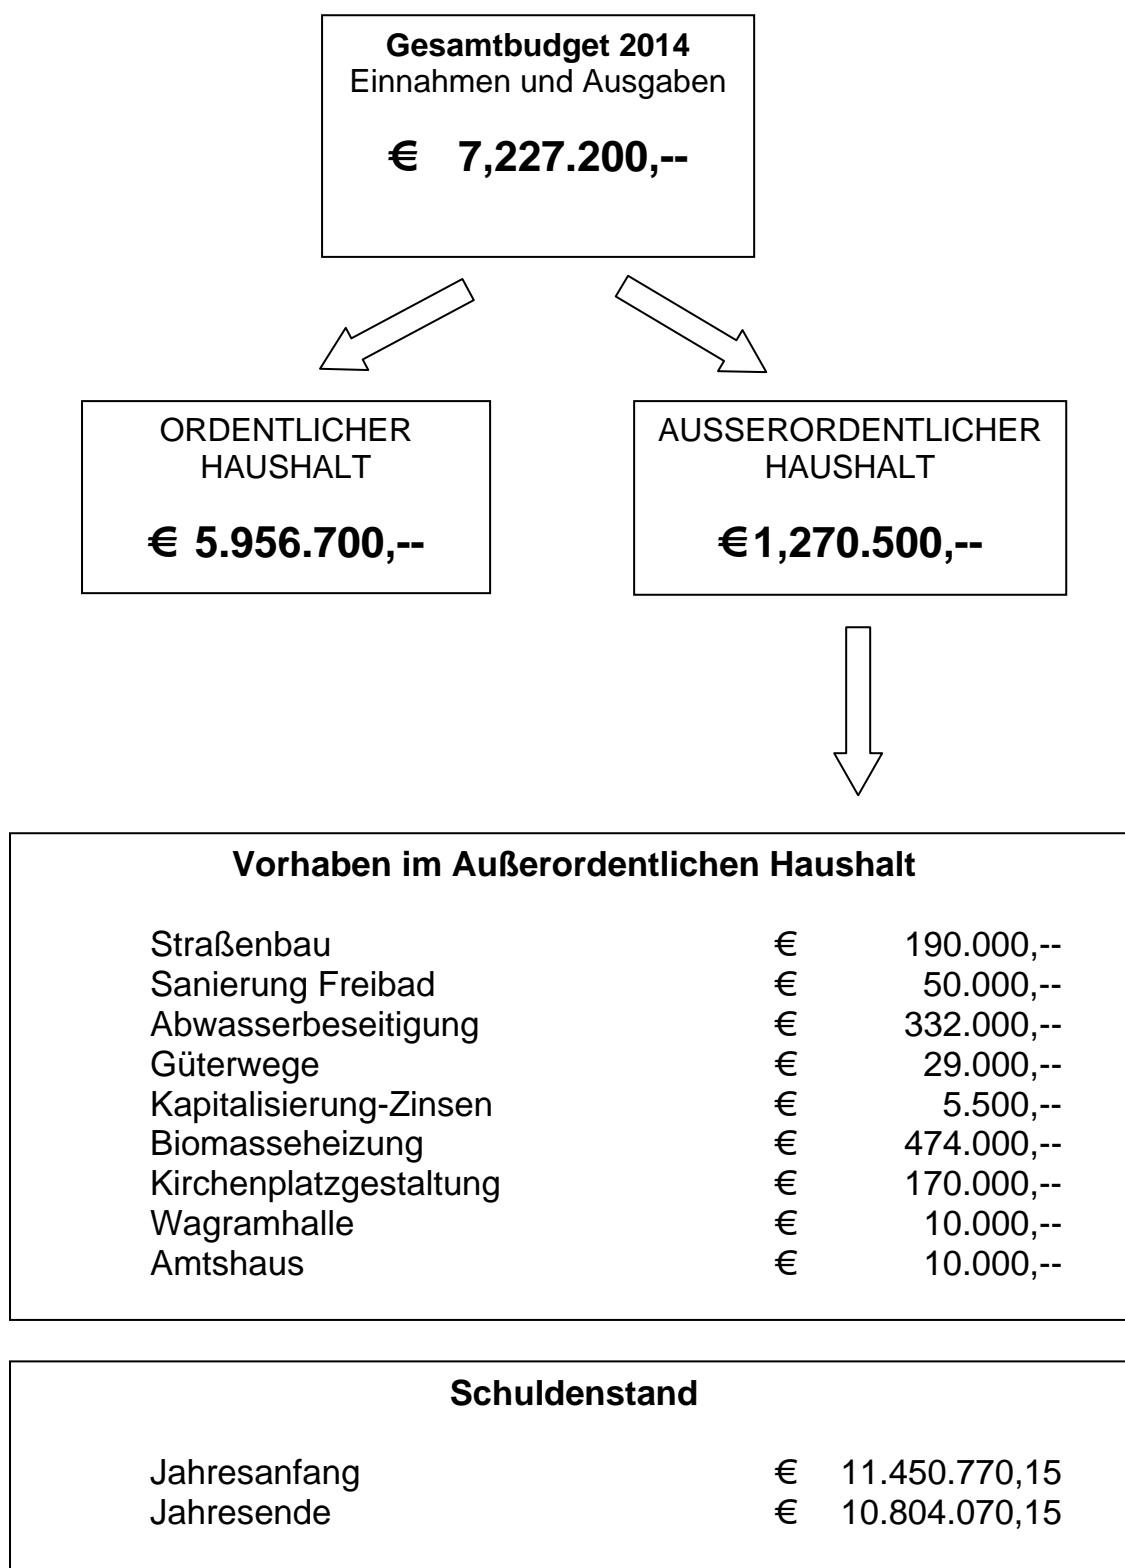 Gesamtbudget 2014
Einnahmen und Ausgaben
€ 7,227.200,--
ORDENTLICHER
HAUSHALT
€ 5.956.700,--
AUSSERORDENTLICHER
HAUSHALT
€ 1,270.500,--
Vorhaben im Außerordentlichen Haushalt
Straßenbau € 190.000,--
Sanierung Freibad € 50.000,--
Abwasserbeseitigung € 332.000,--
Güterwege € 29.000,--
Kapitalisierung-Zinsen € 5.500,--
Biomasseheizung € 474.000,--
Kirchenplatzgestaltung € 170.000,--
Wagramhalle € 10.000,--
Amtshaus € 10.000,--
Schuldenstand
Jahresanfang € 11.450.770,15
Jahresende € 10.804.070,15